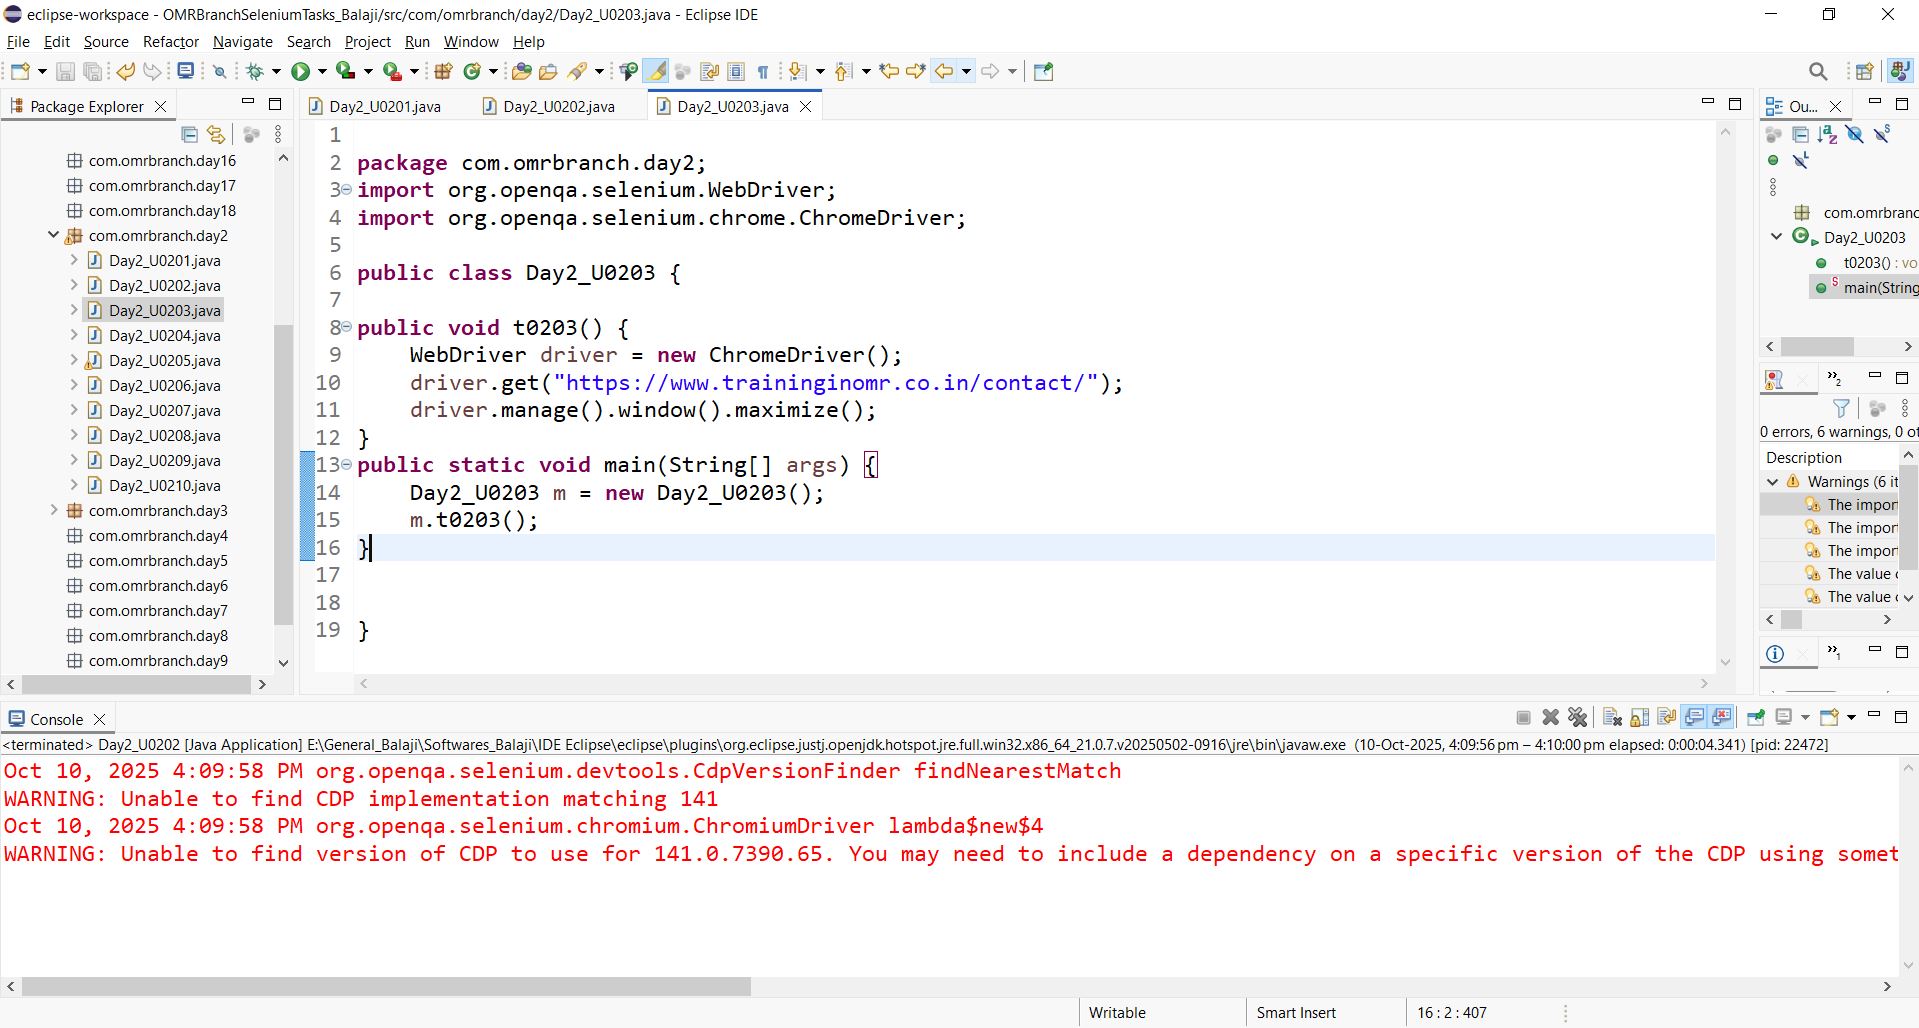 eclipse-workspace - OMRBranchSeleniumTasks_Balaji/src/com/omrbranch/day2/Day2_U0203.java - Eclipse IDE
File Edit Source Refactor Navigate Search Project Run Window Help
Package Explorer
com.omrbranch.day16
com.omrbranch.day17
com.omrbranch.day18
com.omrbranch.day2
Day2_U0201.java
Day2_U0202.java
Day2_U0203.java
Day2_U0204.java
Day2_U0205.java
Day2_U0206.java
Day2_U0207.java
Day2_U0208.java
Day2_U0209.java
Day2_U0210.java
com.omrbranch.day3
com.omrbranch.day4
com.omrbranch.day5
com.omrbranch.day6
com.omrbranch.day7
com.omrbranch.day8
com.omrbranch.day9
Day2_U0201.java Day2_U0202.java Day2_U0203.java
1
2 package com.omrbranch.day2;
3 import org.openqa.selenium.WebDriver;
4 import org.openqa.selenium.chrome.ChromeDriver;
5
6 public class Day2_U0203 {
7
8 public void t0203() {
9 WebDriver driver = new ChromeDriver();
10 driver.get("https://www.traininginomr.co.in/contact/");
11 driver.manage().window().maximize();
12 }
13 public static void main(String[] args) {
14 Day2_U0203 m = new Day2_U0203();
15 m.t0203();
16 }
17
18
19 }
Ou...
com.omrbranc
Day2_U0203
t0203() : vo
main(String
0 errors, 6 warnings, 0 ot
Description
Warnings (6 it
The impor
The impor
The impor
The value
The value
Console
<terminated> Day2_U0202 [Java Application] E:\General_Balaji\Softwares_Balaji\IDE Eclipse\eclipse\plugins\org.eclipse.justj.openjdk.hotspot.jre.full.win32.x86_64_21.0.7.v20250502-0916\jre\bin\javaw.exe (10-Oct-2025, 4:09:56 pm – 4:10:00 pm elapsed: 0:00:04.341) [pid: 22472]
Oct 10, 2025 4:09:58 PM org.openqa.selenium.devtools.CdpVersionFinder findNearestMatch
WARNING: Unable to find CDP implementation matching 141
Oct 10, 2025 4:09:58 PM org.openqa.selenium.chromium.ChromiumDriver lambda$new$4
WARNING: Unable to find version of CDP to use for 141.0.7390.65. You may need to include a dependency on a specific version of the CDP using somet
Writable Smart Insert 16 : 2 : 407